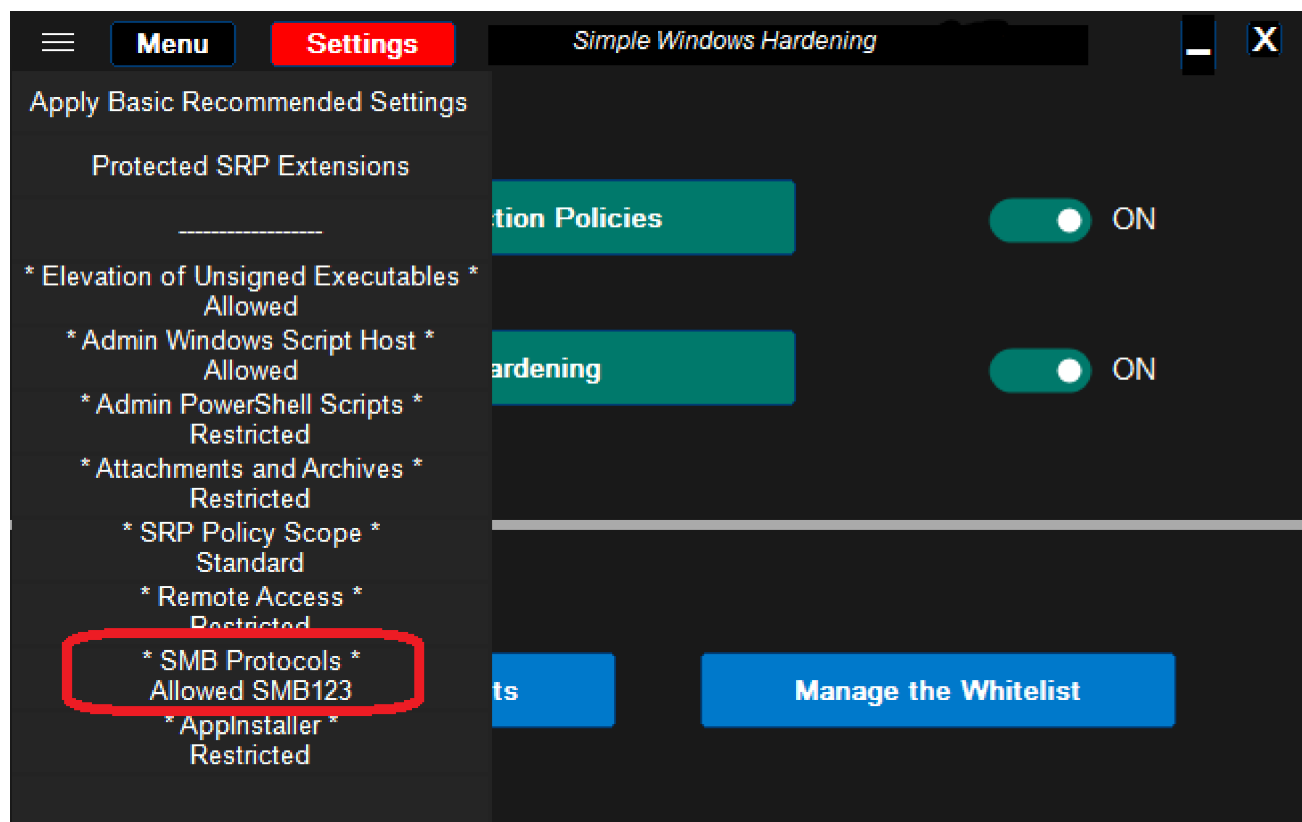 Menu Settings Simple Windows Hardening _ X
Apply Basic Recommended Settings
Protected SRP Extensions
------------------
* Elevation of Unsigned Executables *
Allowed
* Admin Windows Script Host *
Allowed
* Admin PowerShell Scripts *
Restricted
* Attachments and Archives *
Restricted
* SRP Policy Scope *
Standard
* Remote Access *
Restricted
* SMB Protocols *
Allowed SMB123
* AppInstaller *
Restricted
tion Policies ON
ardening ON
ts Manage the Whitelist